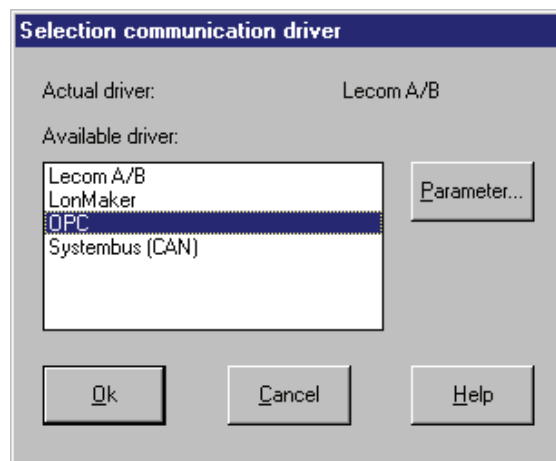 Selection communication driver
Actual driver: Lecom A/B
Available driver:
Lecom A/B
LonMaker
OPC
Systembus (CAN)
Parameter...
Ok Cancel Help